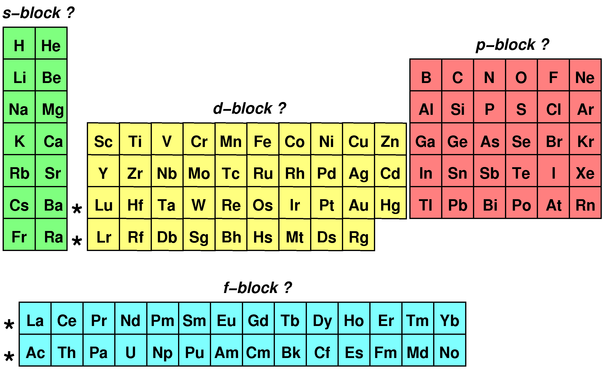 s-block ?
p-block ?
d-block ?
H He
Li Be B C N O F Ne
Na Mg Al Si P S Cl Ar
K Ca Sc Ti V Cr Mn Fe Co Ni Cu Zn Ga Ge As Se Br Kr
Rb Sr Y Zr Nb Mo Tc Ru Rh Pd Ag Cd In Sn Sb Te I Xe
Cs Ba * Lu Hf Ta W Re Os Ir Pt Au Hg Tl Pb Bi Po At Rn
Fr Ra * Lr Rf Db Sg Bh Hs Mt Ds Rg
f-block ?
* La Ce Pr Nd Pm Sm Eu Gd Tb Dy Ho Er Tm Yb
* Ac Th Pa U Np Pu Am Cm Bk Cf Es Fm Md No